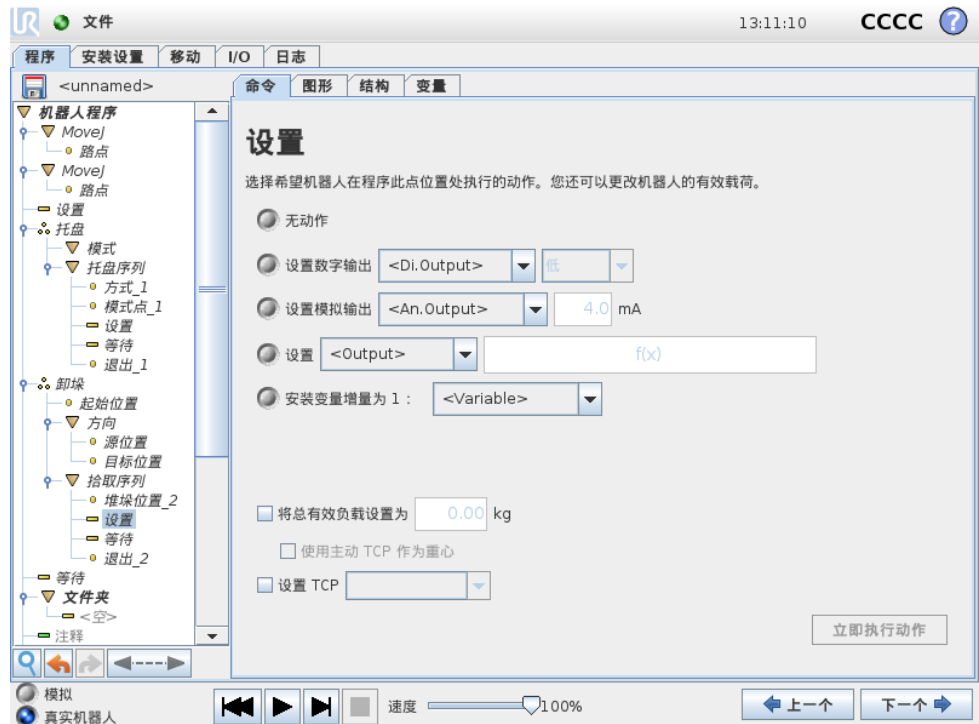 UR 文件 13:11:10 CCCC ?
程序 安装设置 移动 I/O 日志
<unnamed>
命令 图形 结构 变量
机器人程序
MoveJ
路点
MoveJ
路点
设置
托盘
模式
托盘序列
方式_1
模式点_1
设置
等待
退出_1
卸垛
起始位置
方向
源位置
目标位置
拾取序列
堆垛位置_2
设置
等待
退出_2
等待
文件夹
<空>
注释
设置
选择希望机器人在程序此点位置处执行的动作。您还可以更改机器人的有效载荷。
无动作
设置数字输出 <Di.Output> 低
设置模拟输出 <An.Output> 4.0 mA
设置 <Output> f(x)
安装变量增量为 1： <Variable>
将总有效负载设置为 0.00 kg
使用主动 TCP 作为重心
设置 TCP
立即执行动作
模拟
真实机器人
速度 100%
上一个 下一个